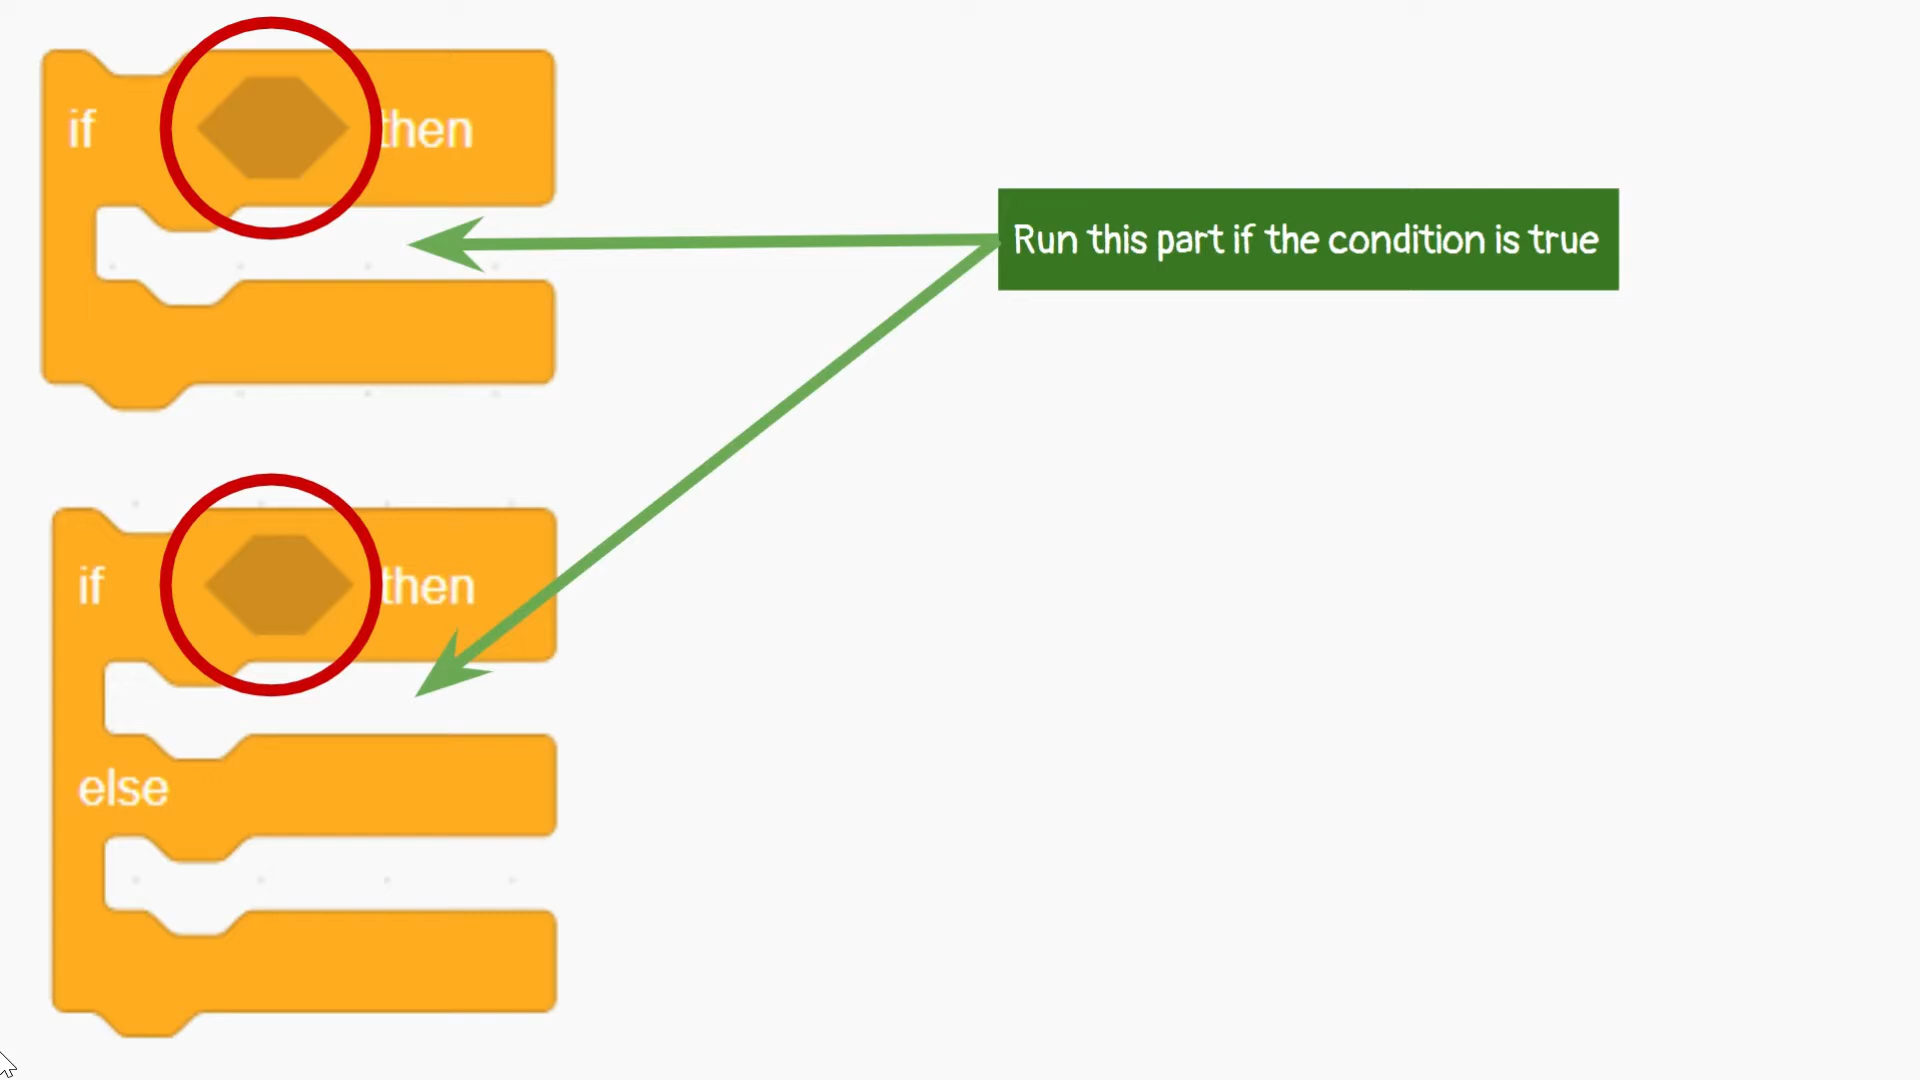 if then
Run this part if the condition is true
if then
else